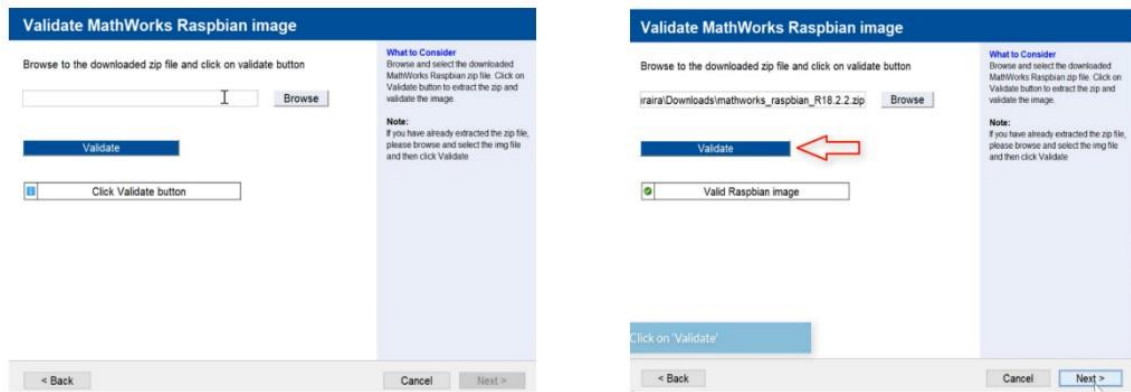 Validate MathWorks Raspbian image
Browse to the downloaded zip file and click on validate button
Browse
Validate
Click Validate button
What to Consider
Browse and select the downloaded
MathWorks Raspbian zip file. Click on
Validate button to extract the zip and
validate the image.
Note:
If you have already extracted the zip file,
please browse and select the img file
and then click Validate
< Back
Cancel
Next >
Validate MathWorks Raspbian image
Browse to the downloaded zip file and click on validate button
raira\Downloads\mathworks_raspbian_R18.2.2.zip
Browse
Validate
Valid Raspbian image
What to Consider
Browse and select the downloaded
MathWorks Raspbian zip file. Click on
Validate button to extract the zip and
validate the image.
Note:
If you have already extracted the zip file,
please browse and select the img file
and then click Validate
Click on 'Validate'
< Back
Cancel
Next >